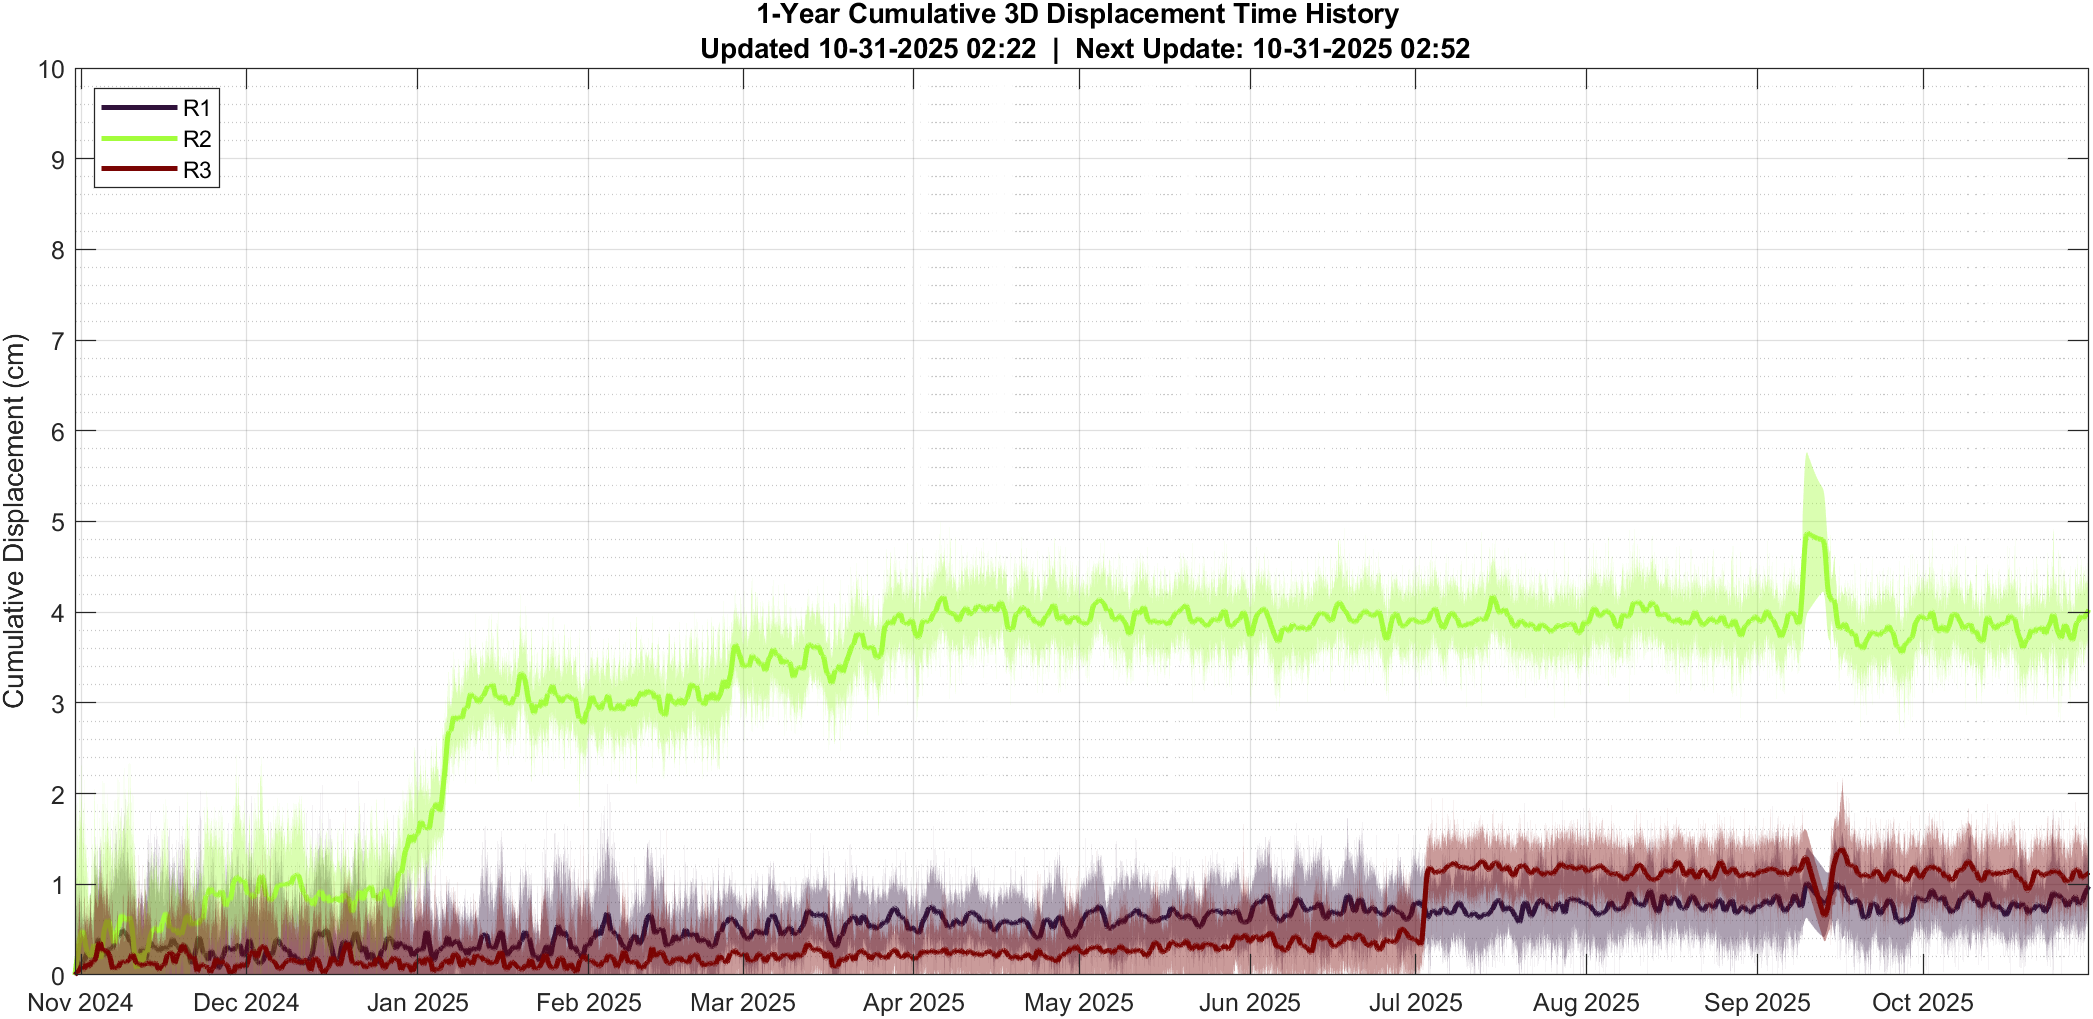 1-Year Cumulative 3D Displacement Time History
Updated 10-31-2025 02:22 | Next Update: 10-31-2025 02:52
Cumulative Displacement (cm)
10
9
8
7
6
5
4
3
2
1
0
R1
R2
R3
Nov 2024 Dec 2024 Jan 2025 Feb 2025 Mar 2025 Apr 2025 May 2025 Jun 2025 Jul 2025 Aug 2025 Sep 2025 Oct 2025